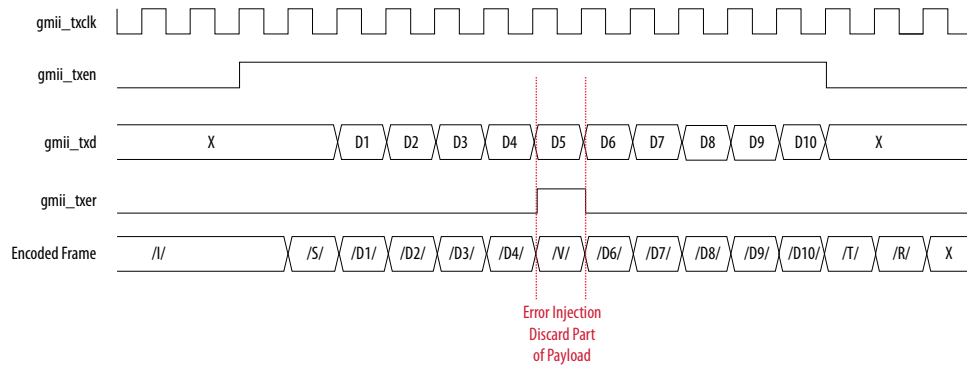 gmii_txclk
gmii_txen
gmii_txd X D1 D2 D3 D4 D5 D6 D7 D8 D9 D10 X
gmii_txer
Encoded Frame /I/ /S/ /D1/ /D2/ /D3/ /D4/ /V/ /D6/ /D7/ /D8/ /D9/ /D10/ /T/ /R/ X
Error Injection
Discard Part
of Payload